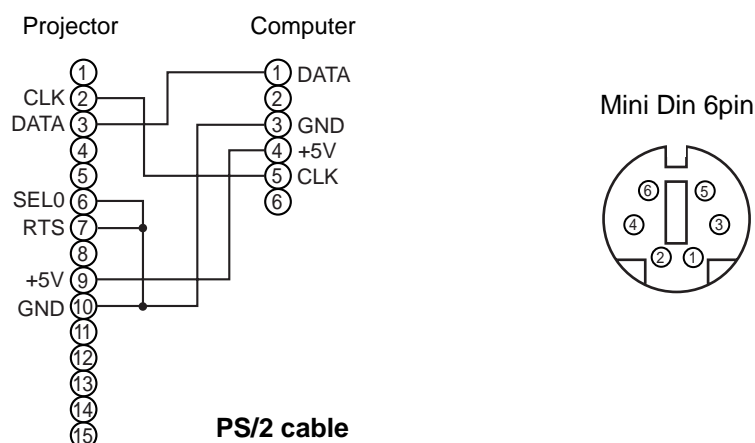 Projector Computer
1 1 DATA
CLK 2 2
DATA 3 3 GND
4 4 +5V
5 5 CLK
SEL0 6 6
RTS 7
8
+5V 9
GND 10
11
12
13
14
15
PS/2 cable
Mini Din 6pin
6 5
4 3
2 1